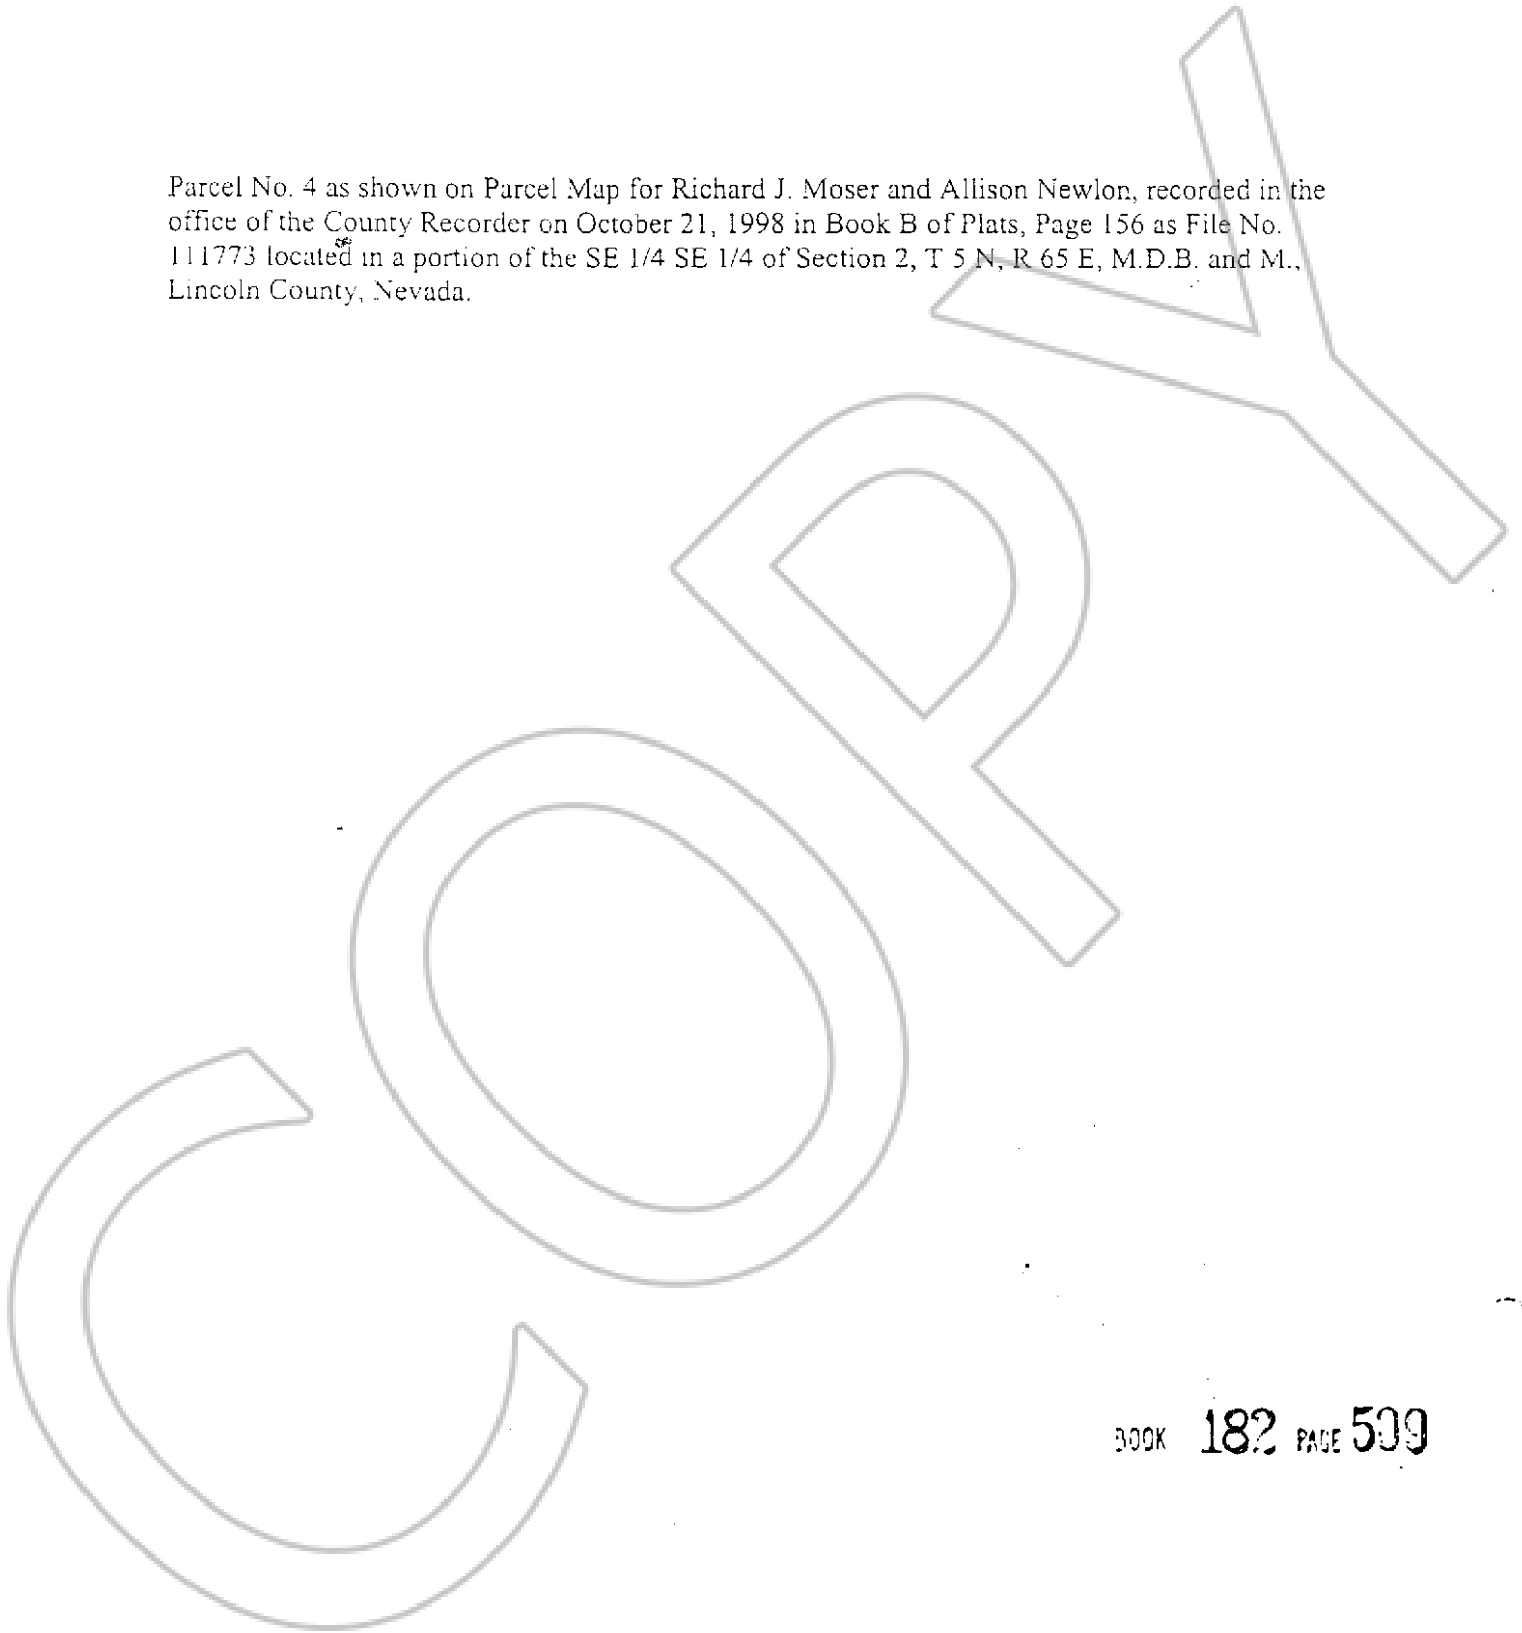 Parcel No. 4 as shown on Parcel Map for Richard J. Moser and Allison Newlon, recorded in the
office of the County Recorder on October 21, 1998 in Book B of Plats, Page 156 as File No.
111773 located in a portion of the SE 1/4 SE 1/4 of Section 2, T 5 N, R 65 E, M.D.B. and M.,
Lincoln County, Nevada.
COPY
BOOK 182 PAGE